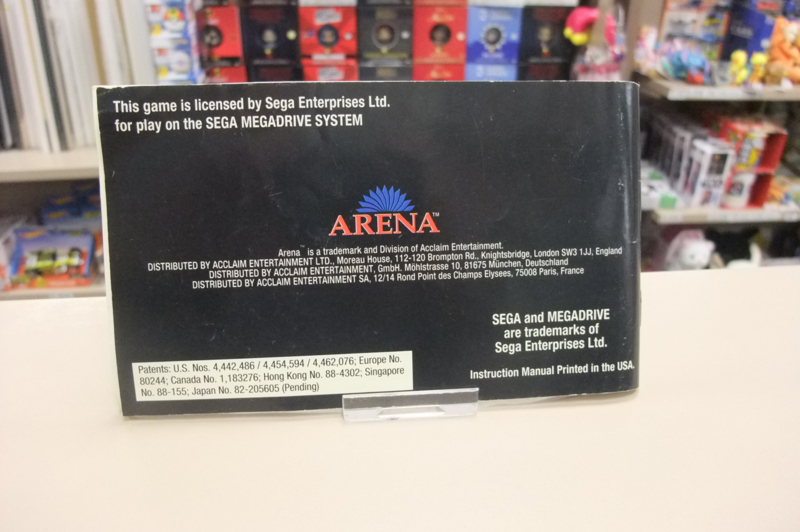 This game is licensed by Sega Enterprises Ltd.
for play on the SEGA MEGADRIVE SYSTEM
ARENA™
Arena™ is a trademark and Division of Acclaim Entertainment.
DISTRIBUTED BY ACCLAIM ENTERTAINMENT LTD., Moreau House, 112-120 Brompton Rd., Knightsbridge, London SW3 1JJ, England
DISTRIBUTED BY ACCLAIM ENTERTAINMENT, GmbH. Möhlstrasse 10, 81675 München, Deutschland
DISTRIBUTED BY ACCLAIM ENTERTAINMENT SA, 12/14 Rond Point des Champs Elysees, 75008 Paris, France
SEGA and MEGADRIVE
are trademarks of
Sega Enterprises Ltd.
Patents: U.S. Nos. 4,442,486 / 4,454,594 / 4,462,076; Europe No.
80244; Canada No. 1,183276; Hong Kong No. 88-4302; Singapore
No. 88-155; Japan No. 82-205605 (Pending)
Instruction Manual Printed in the USA.